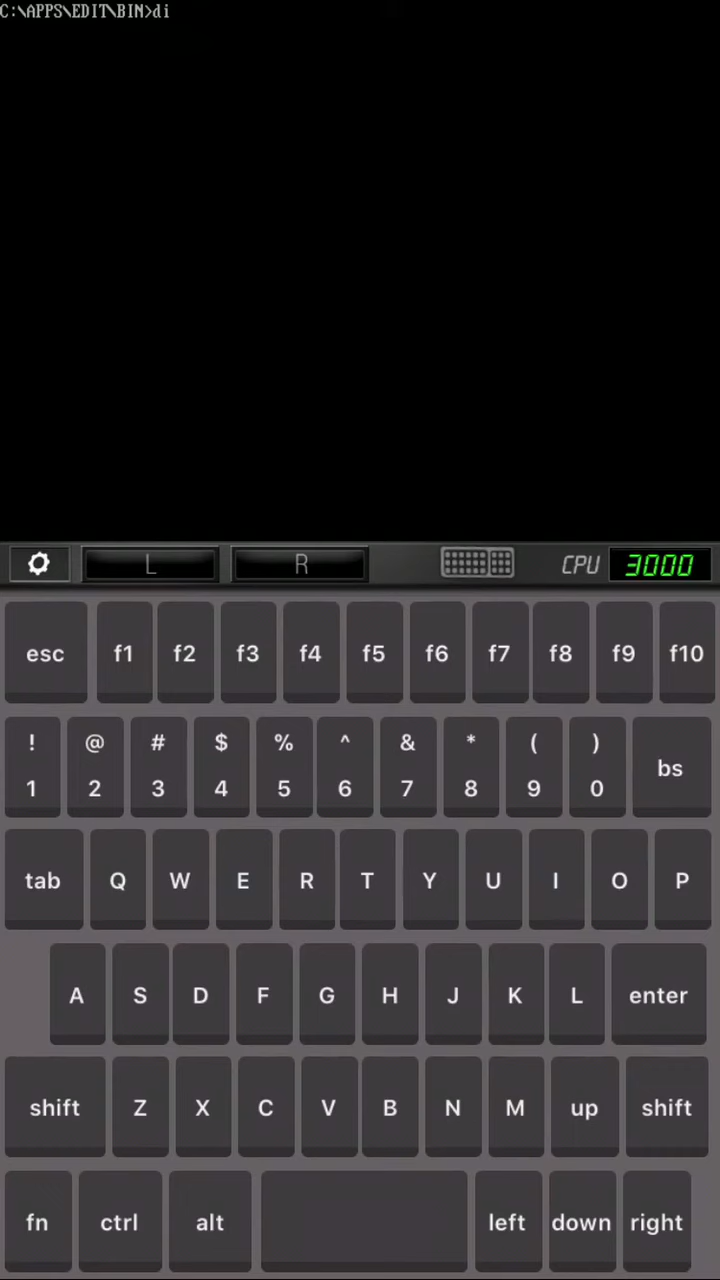 C:\APPS\EDIT\BIN>di
L R CPU 3000
esc f1 f2 f3 f4 f5 f6 f7 f8 f9 f10
! @ # $ % ^ & * ( )
1 2 3 4 5 6 7 8 9 0 bs
tab Q W E R T Y U I O P
A S D F G H J K L enter
shift Z X C V B N M up shift
fn ctrl alt left down right